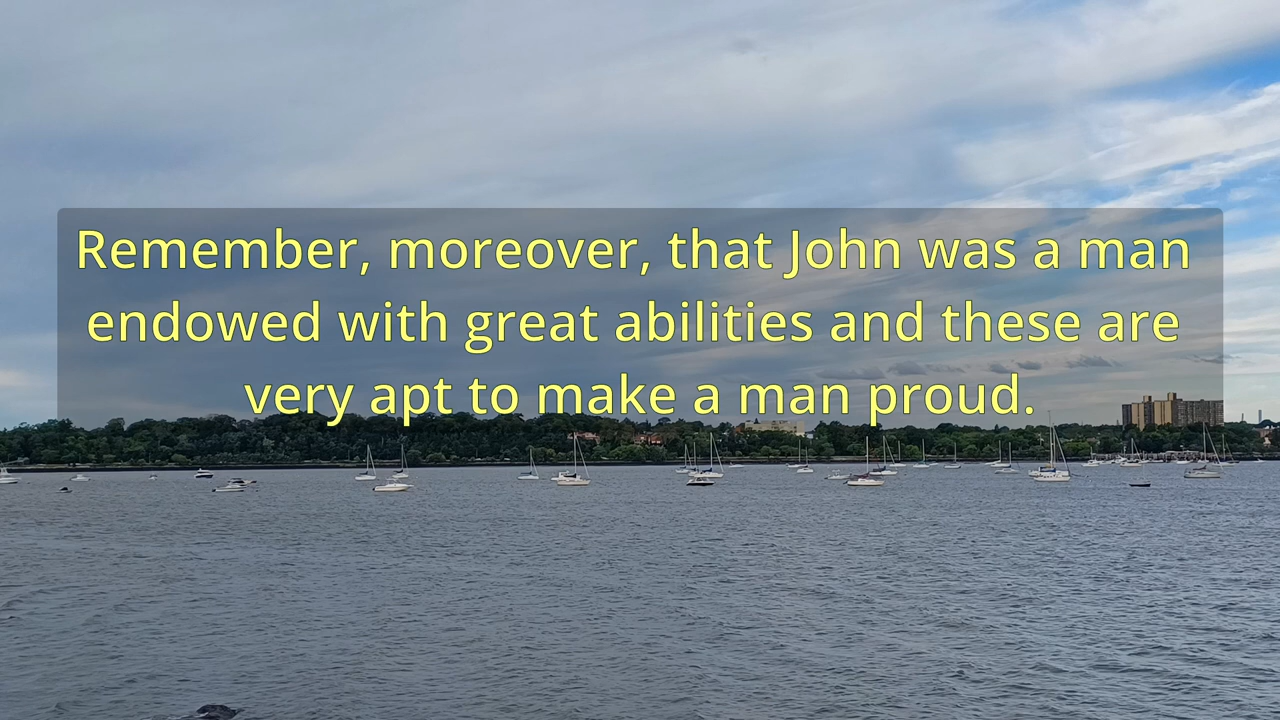 Remember, moreover, that John was a man
endowed with great abilities and these are
very apt to make a man proud.